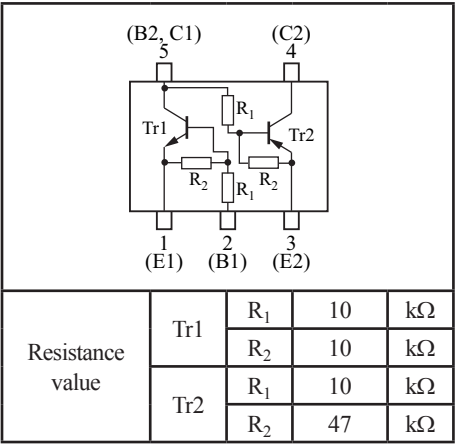 (B2, C1) (C2)
5 4
R₁
Tr1 Tr2
R₂ R₁ R₂
1 2 3
(E1) (B1) (E2)
Resistance value Tr1 R₁ 10 kΩ
R₂ 10 kΩ
Tr2 R₁ 10 kΩ
R₂ 47 kΩ